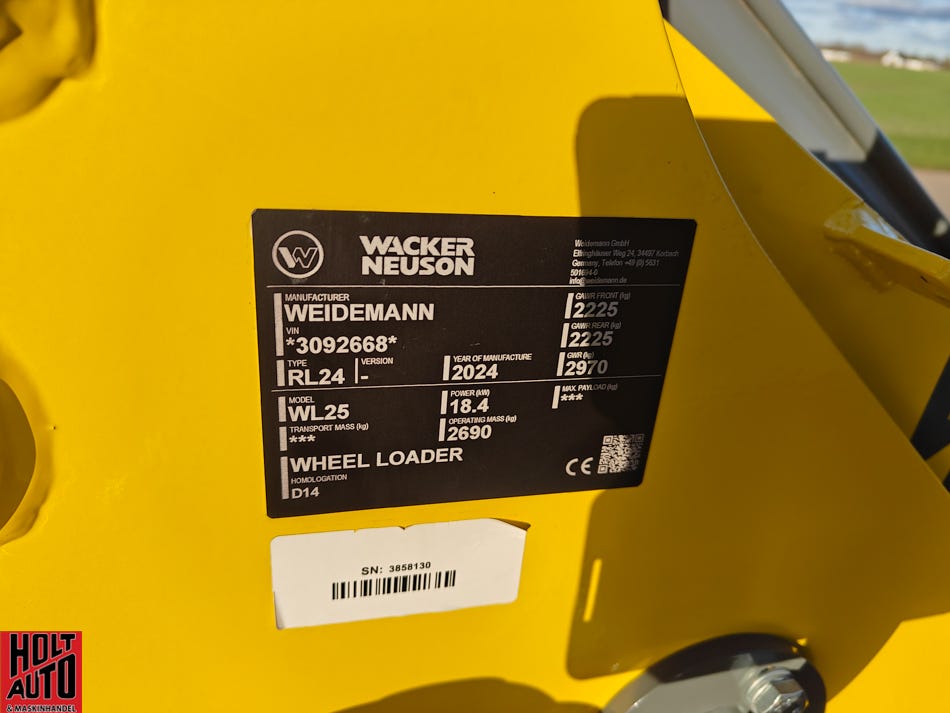 W
WACKER
NEUSON
Weidemann GmbH
Elfringhäuser Weg 24, 34497 Korbach
Germany, Telefon +49 (0) 5631
501694-0
info@weidemann.de
MANUFACTURER
WEIDEMANN
VIN
*3092668*
TYPE
RL24
VERSION
-
YEAR OF MANUFACTURE
2024
GAWR FRONT (kg)
2225
GAWR REAR (kg)
2225
GWR (kg)
2970
MODEL
WL25
POWER (kW)
18.4
MAX. PAYLOAD (kg)
***
TRANSPORT MASS (kg)
***
OPERATING MASS (kg)
2690
WHEEL LOADER
HOMOLOGATION
D14
CE
SN: 3858130
HOLT
AUTO
& MASKINHANDEL